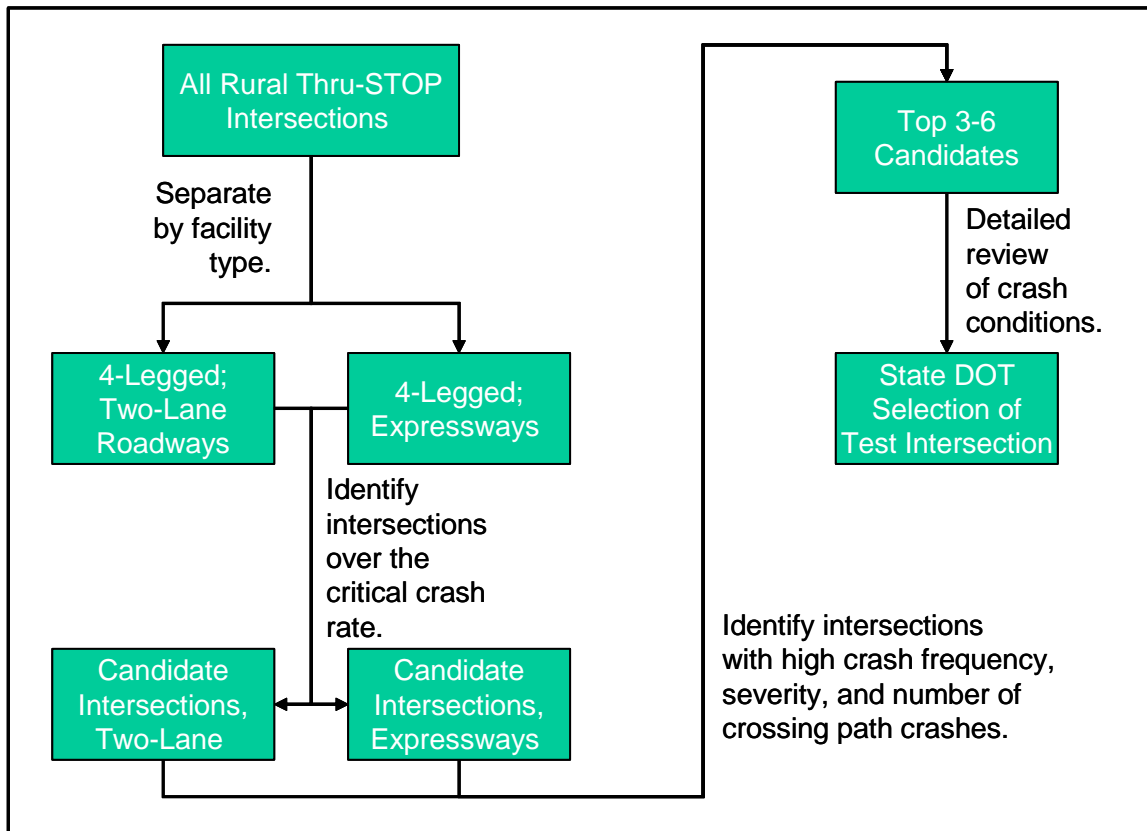 All Rural Thru-STOP
Intersections
Separate
by facility
type.
4-Legged;
Two-Lane
Roadways
4-Legged;
Expressways
Identify
intersections
over the
critical crash
rate.
Candidate
Intersections,
Two-Lane
Candidate
Intersections,
Expressways
Identify intersections
with high crash frequency,
severity, and number of
crossing path crashes.
Top 3-6
Candidates
Detailed
review
of crash
conditions.
State DOT
Selection of
Test Intersection